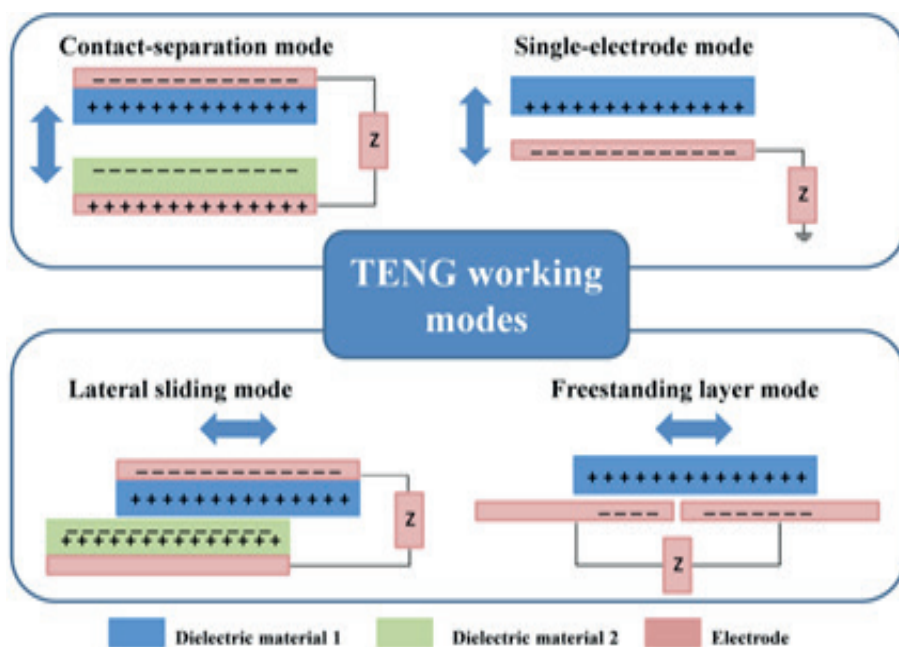 Contact-separation mode
Single-electrode mode
− − − − − − − − − − − − −
+ + + + + + + + + + + + +
− − − − − − − − − − − − −
+ + + + + + + + + + + + +
Z
+ + + + + + + + + + + + +
− − − − − − − − − − − − −
Z
TENG working
modes
Lateral sliding mode
Freestanding layer mode
− − − − − − − − − − − − −
+ + + + + + + + + + + + +
− − − − − − − − − − − − −
+ + + + + + + + + + + + +
Z
+ + + + + + + + + + + + +
− − − −
− − − − − − −
Z
Dielectric material 1
Dielectric material 2
Electrode